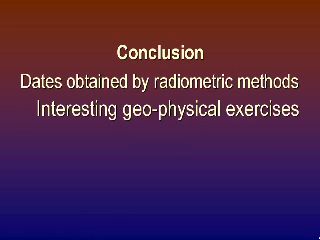 Conclusion
Dates obtained by radiometric methods
Interesting geo-physical exercises